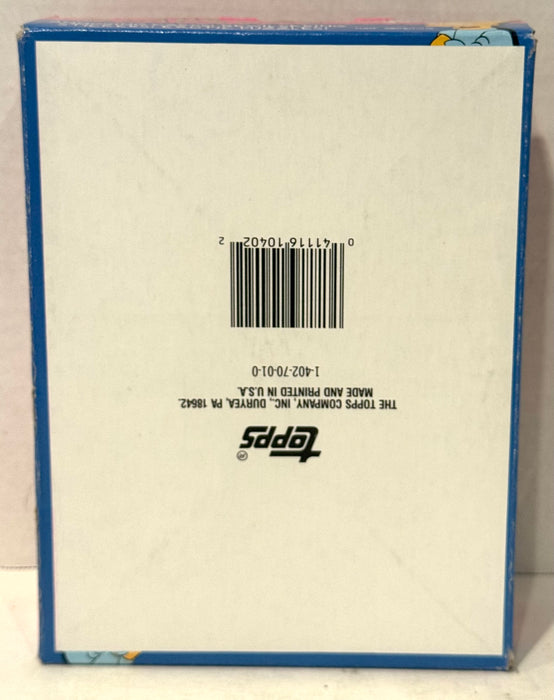 topps®
THE TOPPS COMPANY, INC., DURYEA, PA 18642.
MADE AND PRINTED IN U.S.A.
1-402-70-01-0
0 41116 10402 2